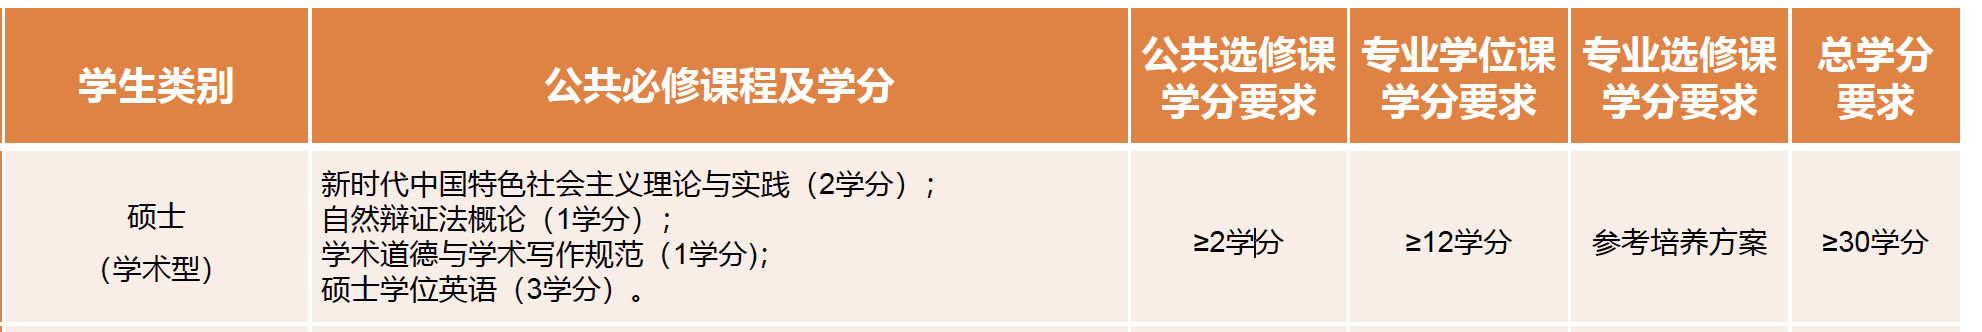 学生类别
公共必修课程及学分
公共选修课
学分要求
专业学位课
学分要求
专业选修课
学分要求
总学分
要求
硕士
（学术型）
新时代中国特色社会主义理论与实践（2学分）；
自然辩证法概论（1学分）；
学术道德与学术写作规范（1学分)；
硕士学位英语（3学分）。
≥2学分
≥12学分
参考培养方案
≥30学分